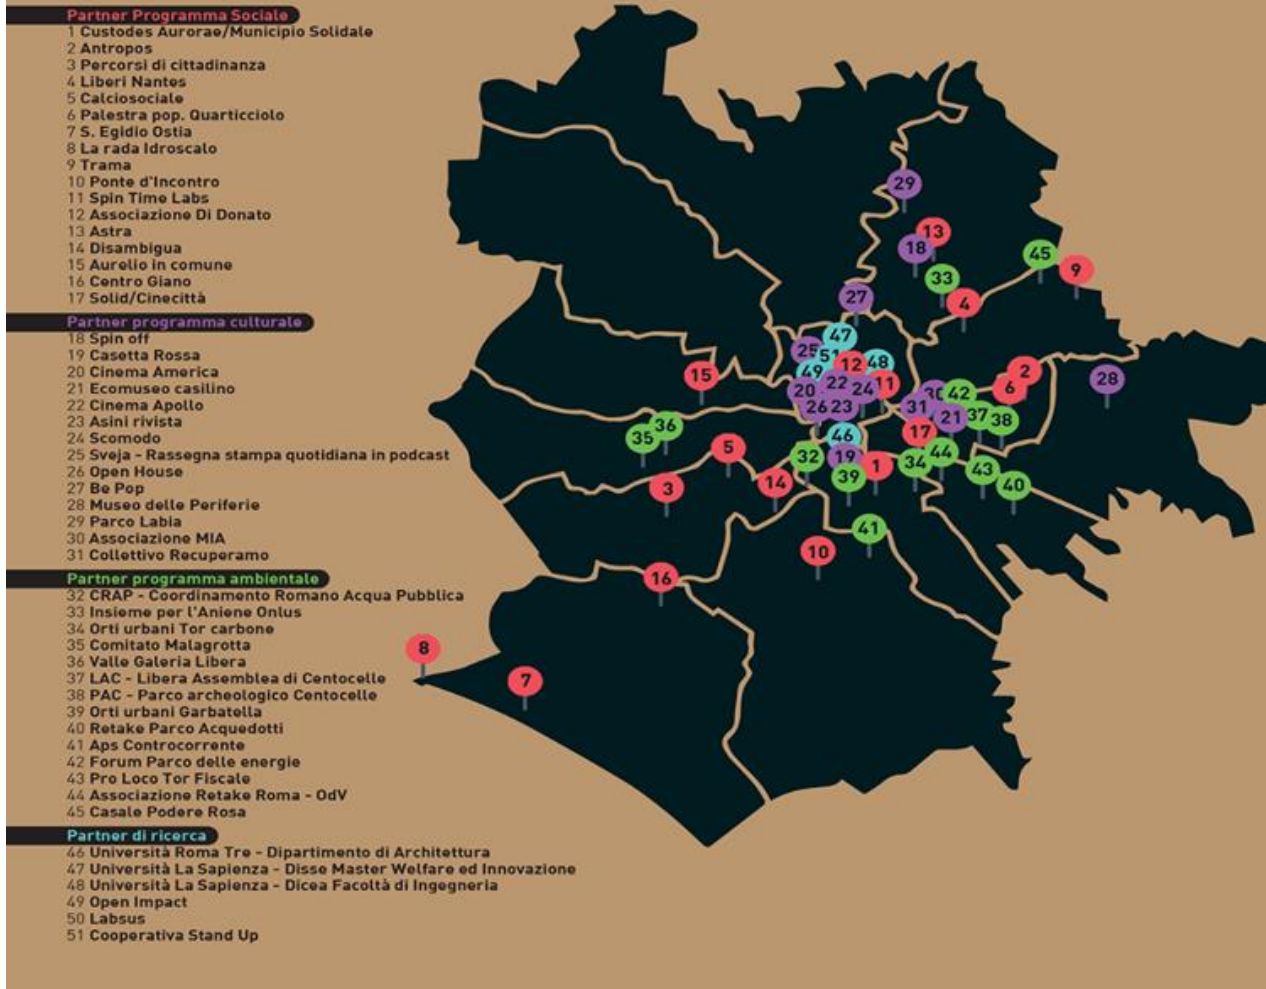 Partner Programma Sociale
1 Custodes Aurorae/Municipio Solidale
2 Antropos
3 Percorsi di cittadinanza
4 Liberi Nantes
5 Calciosociale
6 Palestra pop. Quarticciolo
7 S. Egidio Ostia
8 La rada Idroscalo
9 Trama
10 Ponte d'Incontro
11 Spin Time Labs
12 Associazione Di Donato
13 Astra
14 Disambigua
15 Aurelio in comune
16 Centro Giano
17 Solid/Cinecittà
Partner programma culturale
18 Spin off
19 Casetta Rossa
20 Cinema America
21 Ecomuseo casilino
22 Cinema Apollo
23 Asini rivista
24 Scomodo
25 Sveja - Rassegna stampa quotidiana in podcast
26 Open House
27 Be Pop
28 Museo delle Periferie
29 Parco Labia
30 Associazione MIA
31 Collettivo Recuperamo
Partner programma ambientale
32 CRAP - Coordinamento Romano Acqua Pubblica
33 Insieme per l'Aniene Onlus
34 Orti urbani Tor carbone
35 Comitato Malagrotta
36 Valle Galeria Libera
37 LAC - Libera Assemblea di Centocelle
38 PAC - Parco archeologico Centocelle
39 Orti urbani Garbatella
40 Retake Parco Acquedotti
41 Aps Controcorrente
42 Forum Parco delle energie
43 Pro Loco Tor Fiscale
44 Associazione Retake Roma - OdV
45 Casale Podere Rosa
Partner di ricerca
46 Università Roma Tre - Dipartimento di Architettura
47 Università La Sapienza - Disse Master Welfare ed Innovazione
48 Università La Sapienza - Dicea Facoltà di Ingegneria
49 Open Impact
50 Labsus
51 Cooperativa Stand Up
29
13
18
45
33
9
27
4
47
25
51
12
48
49
15
22
11
2
28
20
24
6
30
42
26
23
31
21
37
38
36
17
35
46
5
32
19
1
34
44
43
39
3
14
40
41
10
16
8
7